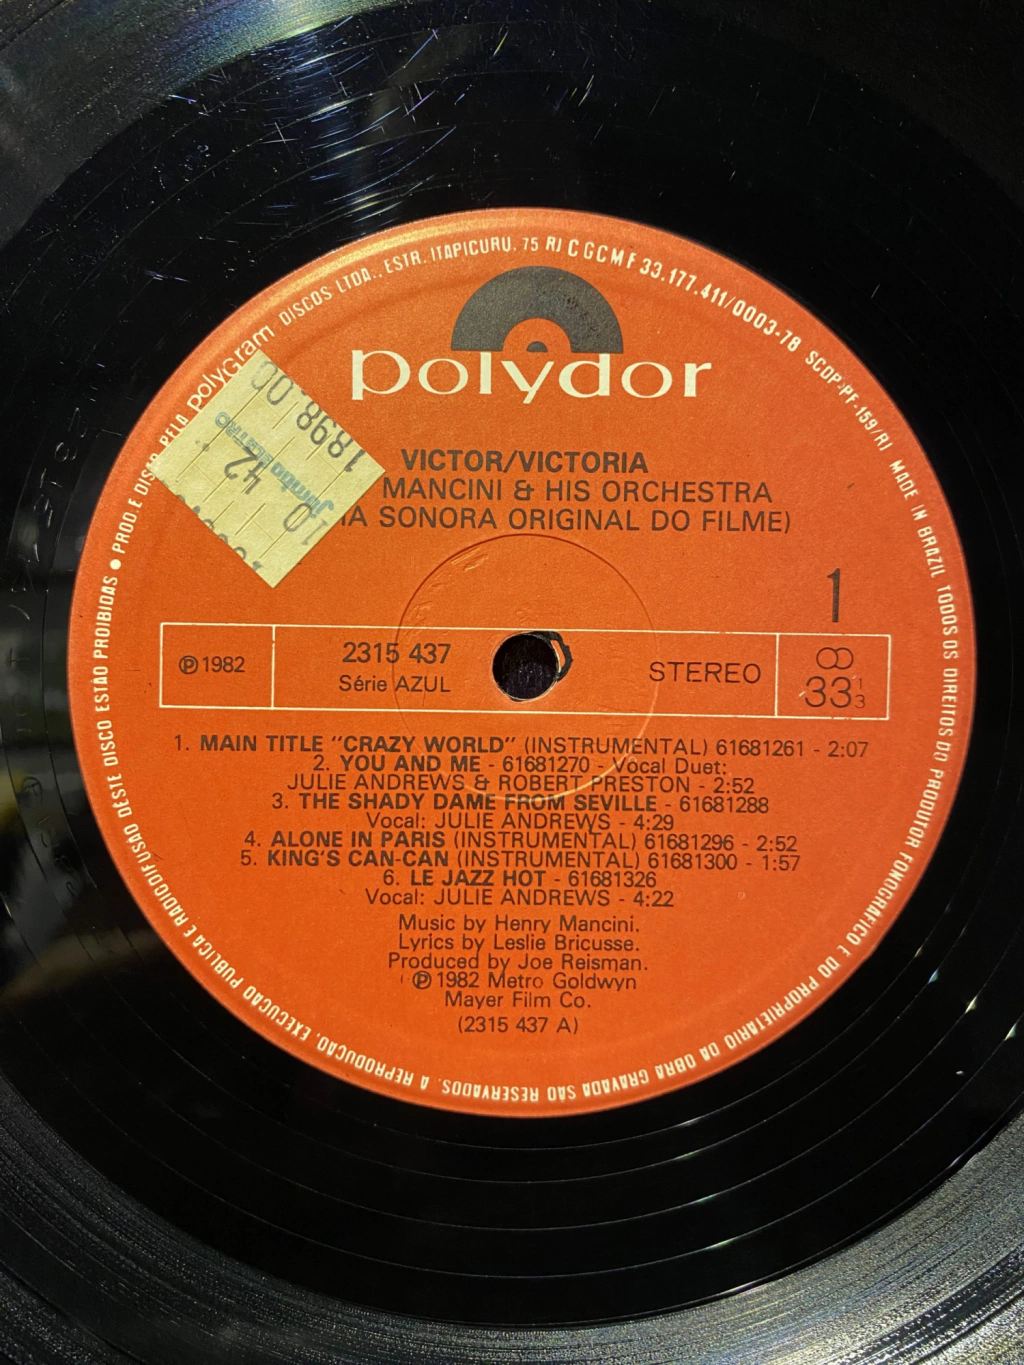 PROD. E DISTR. PELA polyGram DISCOS LTDA., ESTR. ITAPICURU, 75 RJ C G C M F 33.177.411/0003-78 SCDP-PF-159/RJ MADE IN BRAZIL TODOS OS DIREITOS DO PRODUTOR FONOGRÁFICO E DO PROPRIETÁRIO DA OBRA GRAVADA SÃO RESERVADOS. A REPRODUÇÃO, EXECUÇÃO PÚBLICA E RADIODIFUSÃO DESTE DISCO ESTÃO PROIBIDAS •
polydor
1898.00
42
VICTOR/VICTORIA
MANCINI & HIS ORCHESTRA
SONORA ORIGINAL DO FILME)
1
℗ 1982
2315 437
Série AZUL
STEREO
33 1/3
1. MAIN TITLE "CRAZY WORLD" (INSTRUMENTAL) 61681261 - 2:07
2. YOU AND ME - 61681270 - Vocal Duet:
JULIE ANDREWS & ROBERT PRESTON - 2:52
3. THE SHADY DAME FROM SEVILLE - 61681288
Vocal: JULIE ANDREWS - 4:29
4. ALONE IN PARIS (INSTRUMENTAL) 61681296 - 2:52
5. KING'S CAN-CAN (INSTRUMENTAL) 61681300 - 1:57
6. LE JAZZ HOT - 61681326
Vocal: JULIE ANDREWS - 4:22
Music by Henry Mancini.
Lyrics by Leslie Bricusse.
Produced by Joe Reisman.
℗ 1982 Metro Goldwyn
Mayer Film Co.
(2315 437 A)